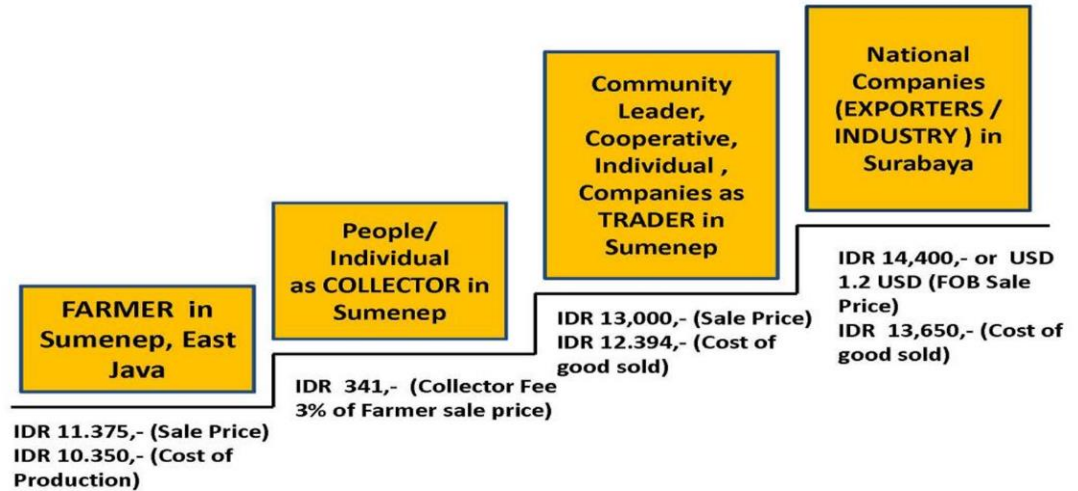 FARMER in
Sumenep, East
Java
IDR 11.375,- (Sale Price)
IDR 10.350,- (Cost of
Production)
People/
Individual
as COLLECTOR in
Sumenep
IDR 341,- (Collector Fee
3% of Farmer sale price)
Community
Leader,
Cooperative,
Individual ,
Companies as
TRADER in
Sumenep
IDR 13,000,- (Sale Price)
IDR 12.394,- (Cost of
good sold)
National
Companies
(EXPORTERS /
INDUSTRY ) in
Surabaya
IDR 14,400,- or USD
1.2 USD (FOB Sale
Price)
IDR 13,650,- (Cost of
good sold)